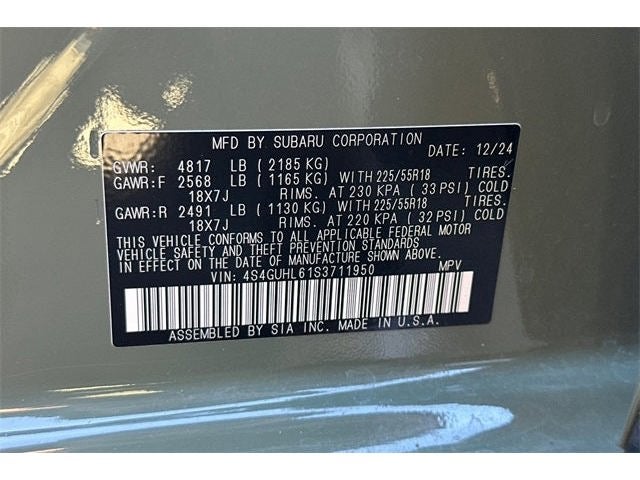 MFD BY SUBARU CORPORATION DATE: 12/24
GVWR: 4817 LB (2185 KG)
GAWR:F 2568 LB (1165 KG) WITH 225/55R18 TIRES.
18X7J RIMS. AT 230 KPA (33 PSI) COLD
GAWR:R 2491 LB (1130 KG) WITH 225/55R18 TIRES.
18X7J RIMS. AT 220 KPA (32 PSI) COLD
THIS VEHICLE CONFORMS TO ALL APPLICABLE FEDERAL MOTOR
VEHICLE SAFETY AND THEFT PREVENTION STANDARDS
IN EFFECT ON THE DATE OF MANUFACTURE SHOWN ABOVE.
VIN: 4S4GUHL61S3711950 MPV
ASSEMBLED BY SIA INC. MADE IN U.S.A.